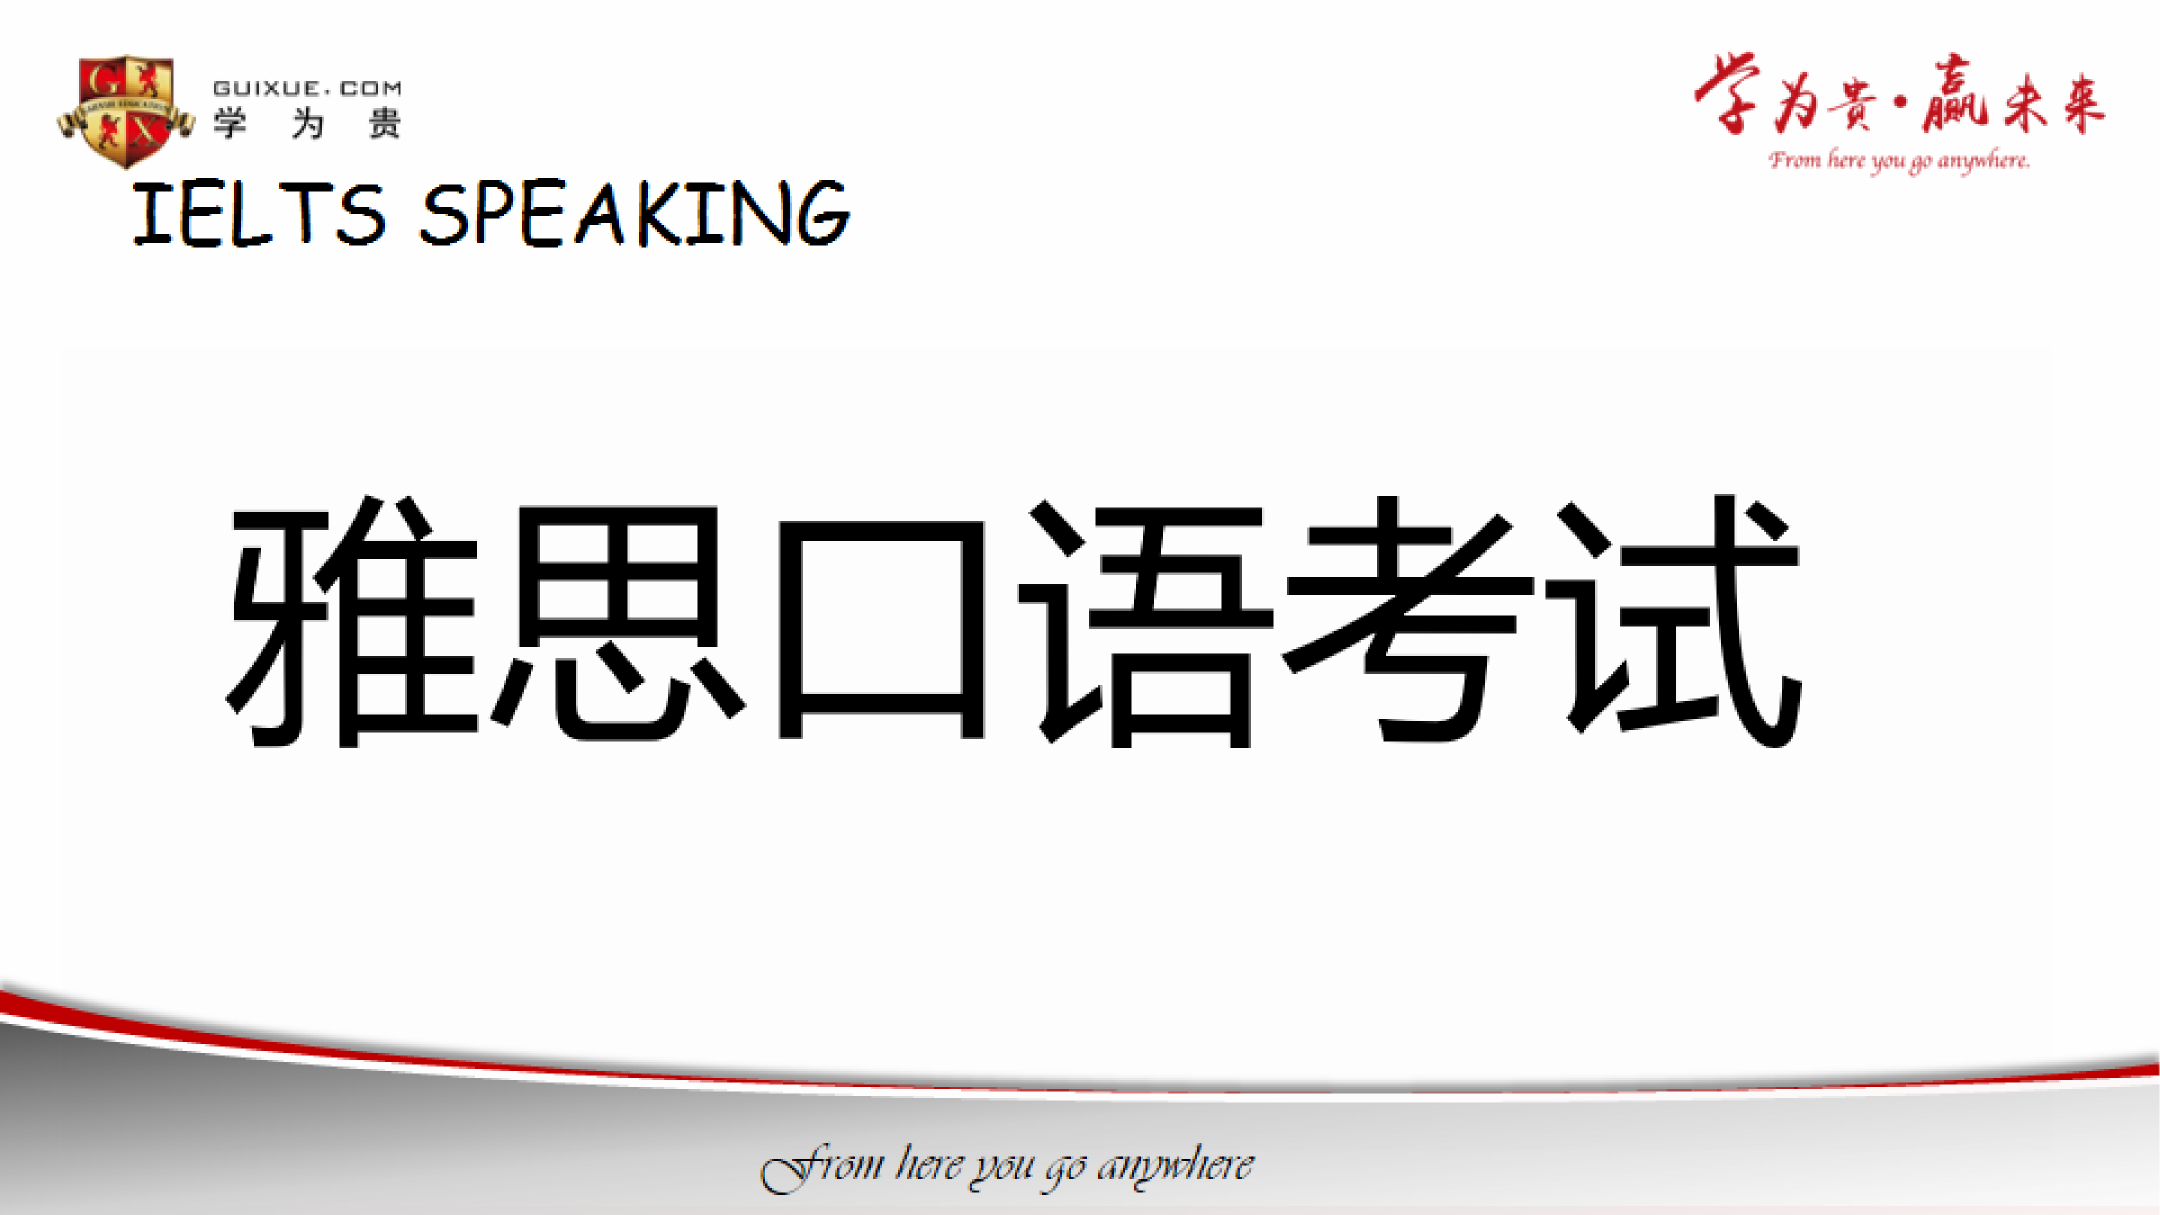 GUIXUE.COM
学为贵
学为贵·赢未来
From here you go anywhere.
IELTS SPEAKING
雅思口语考试
From here you go anywhere